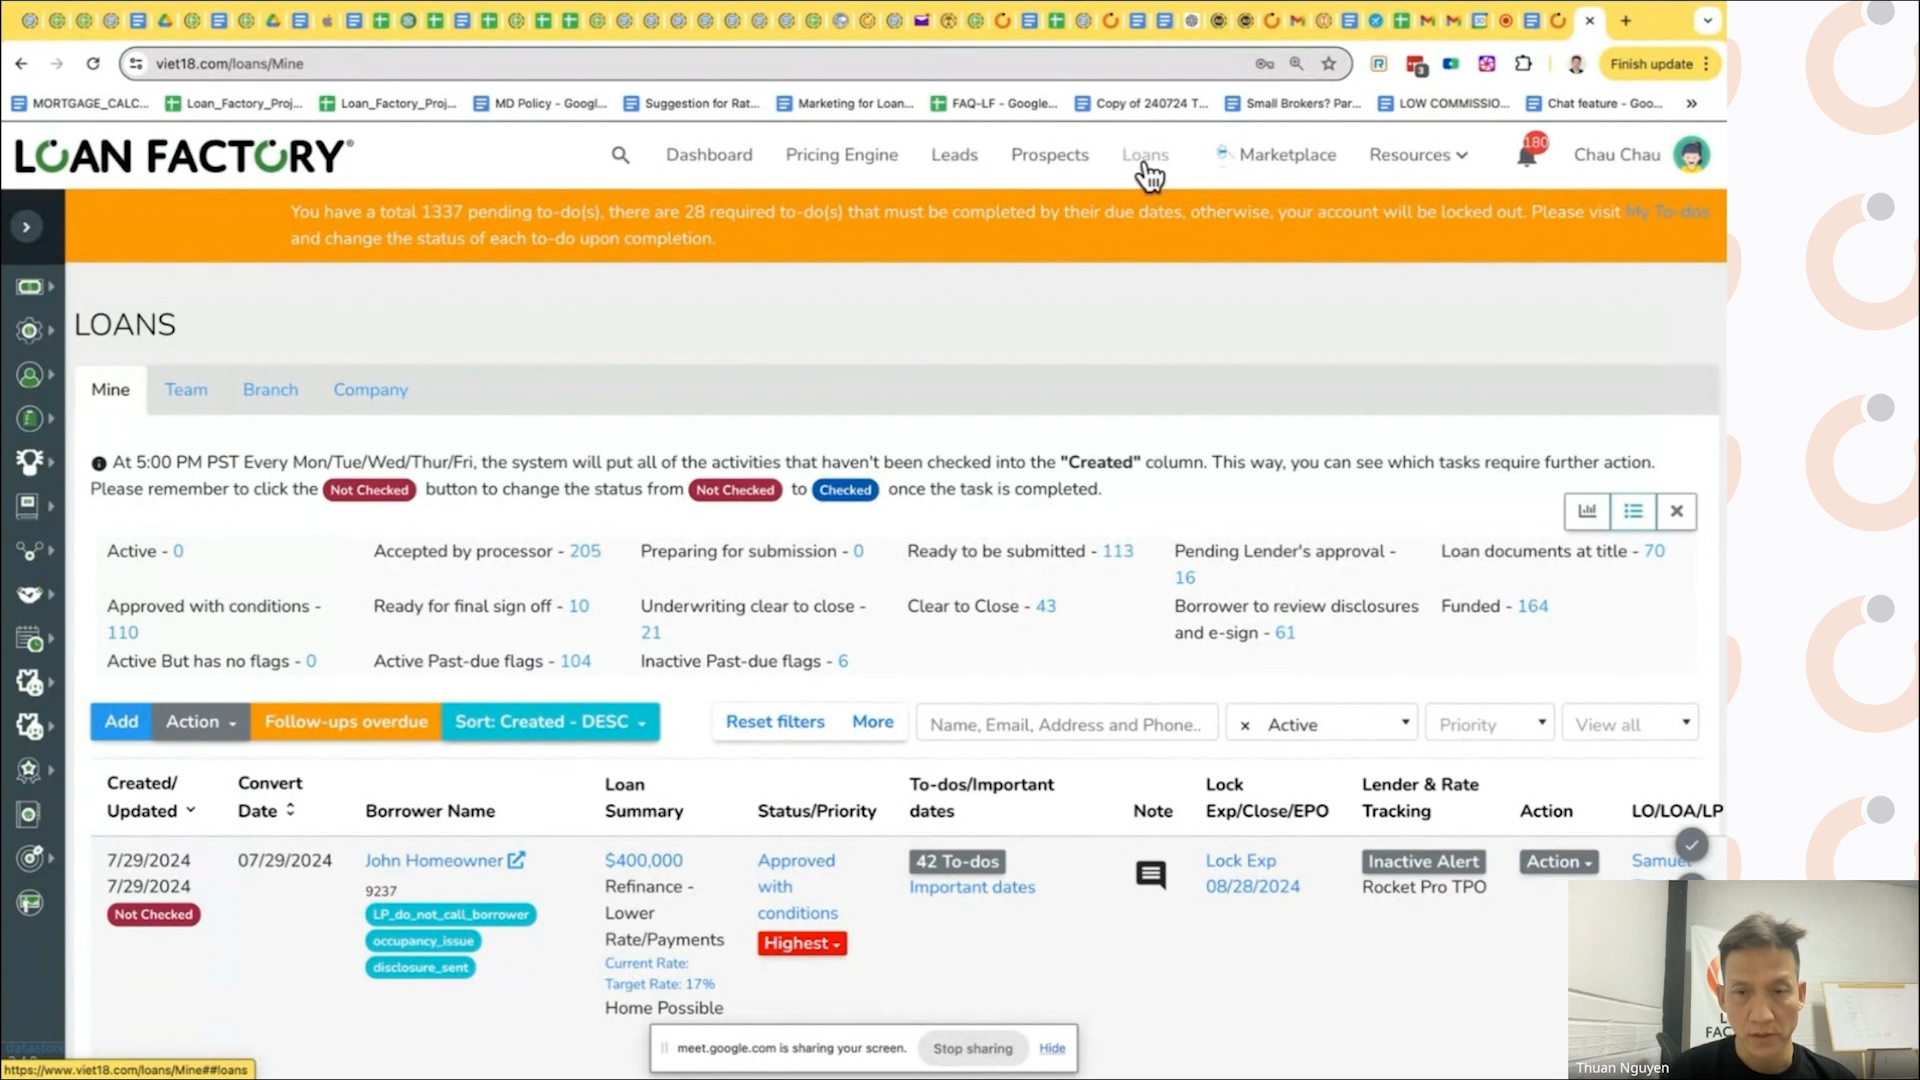 viet18.com/loans/Mine
Finish update
MORTGAGE_CALC...
Loan_Factory_Proj...
Loan_Factory_Proj...
MD Policy - Googl...
Suggestion for Rat...
Marketing for Loan...
FAQ-LF - Google...
Copy of 240724 T...
Small Brokers? Par...
LOW COMMISSIO...
Chat feature - Goo...
LOAN FACTORY®
Dashboard
Pricing Engine
Leads
Prospects
Loans
Marketplace
Resources
180
Chau Chau
You have a total 1337 pending to-do(s), there are 28 required to-do(s) that must be completed by their due dates, otherwise, your account will be locked out. Please visit My To-dos
and change the status of each to-do upon completion.
LOANS
Mine
Team
Branch
Company
At 5:00 PM PST Every Mon/Tue/Wed/Thur/Fri, the system will put all of the activities that haven't been checked into the "Created" column. This way, you can see which tasks require further action.
Please remember to click the Not Checked button to change the status from Not Checked to Checked once the task is completed.
Active - 0
Accepted by processor - 205
Preparing for submission - 0
Ready to be submitted - 113
Pending Lender's approval -
16
Loan documents at title - 70
Approved with conditions -
110
Ready for final sign off - 10
Underwriting clear to close -
21
Clear to Close - 43
Borrower to review disclosures
and e-sign - 61
Funded - 164
Active But has no flags - 0
Active Past-due flags - 104
Inactive Past-due flags - 6
Add
Action
Follow-ups overdue
Sort: Created - DESC
Reset filters
More
Name, Email, Address and Phone..
× Active
Priority
View all
Created/
Updated
Convert
Date
Borrower Name
Loan
Summary
Status/Priority
To-dos/Important
dates
Note
Lock
Exp/Close/EPO
Lender & Rate
Tracking
Action
LO/LOA/LP
7/29/2024
7/29/2024
Not Checked
07/29/2024
John Homeowner
9237
LP_do_not_call_borrower
occupancy_issue
disclosure_sent
$400,000
Refinance -
Lower
Rate/Payments
Current Rate:
Target Rate: 17%
Home Possible
Approved
with
conditions
Highest
42 To-dos
Important dates
Lock Exp
08/28/2024
Inactive Alert
Rocket Pro TPO
Action
Samuel
meet.google.com is sharing your screen.
Stop sharing
Hide
https://www.viet18.com/loans/Mine##loans
Thuan Nguyen